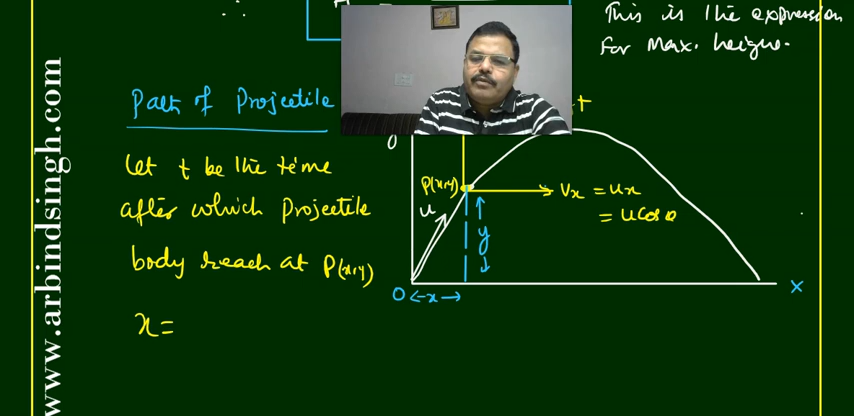 This is the expression
For Max. height.
Path of Projectile
Let t be the time
after which Projectile
body reach at P(x,y)
x=
P(x,y)
u
Vx = ux
= ucosθ
y
O ←x→
X
www.arbindsingh.com